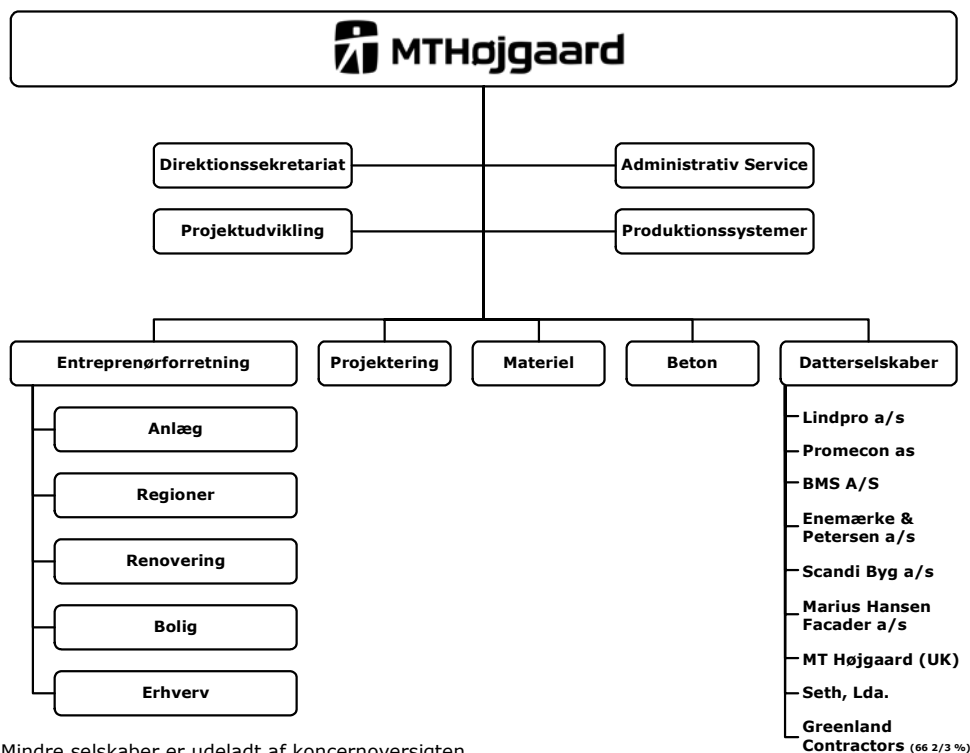 MTHøjgaard
Direktionssekretariat
Administrativ Service
Projektudvikling
Produktionssystemer
Entreprenørforretning
Projektering
Materiel
Beton
Datterselskaber
Anlæg
Regioner
Renovering
Bolig
Erhverv
Lindpro a/s
Promecon as
BMS A/S
Enemærke &
Petersen a/s
Scandi Byg a/s
Marius Hansen
Facader a/s
MT Højgaard (UK)
Seth, Lda.
Greenland
Contractors (66 2/3 %)
Mindre selskaber er udeladt af koncernoversigten